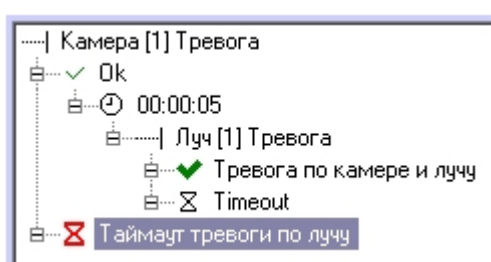 Камера [1] Тревога
Ok
00:00:05
Луч [1] Тревога
Тревога по камере и лучу
Timeout
Таймаут тревоги по лучу